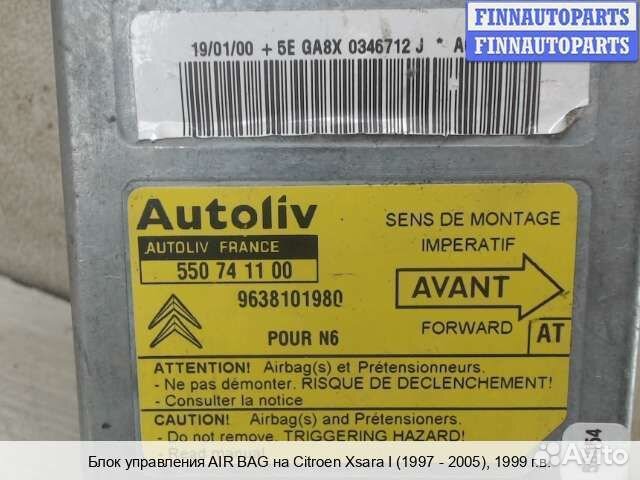 FINNAUTOPARTS
FINNAUTOPARTS
19/01/00 + 5E GA8X 0346712 J * A
Autoliv
AUTOLIV FRANCE
550 74 11 00
9638101980
POUR N6
SENS DE MONTAGE
IMPERATIF
AVANT
FORWARD
AT
ATTENTION! Airbag(s) et Prétensionneurs.
- Ne pas démonter. RISQUE DE DECLENCHEMENT!
- Consulter la notice
CAUTION! Airbag(s) and Pretensioners.
- Do not remove. TRIGGERING HAZARD!
- Read manual
Avito
Блок управления AIR BAG на Citroen Xsara I (1997 - 2005), 1999 г.в.